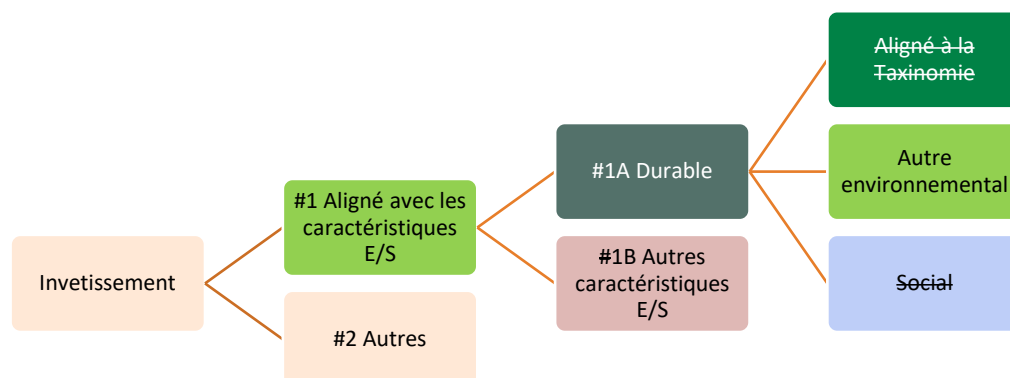 Invetissement
#1 Aligné avec les
caractéristiques
E/S
#2 Autres
#1A Durable
#1B Autres
caractéristiques
E/S
Aligné à la
Taxinomie
Autre
environnemental
Social